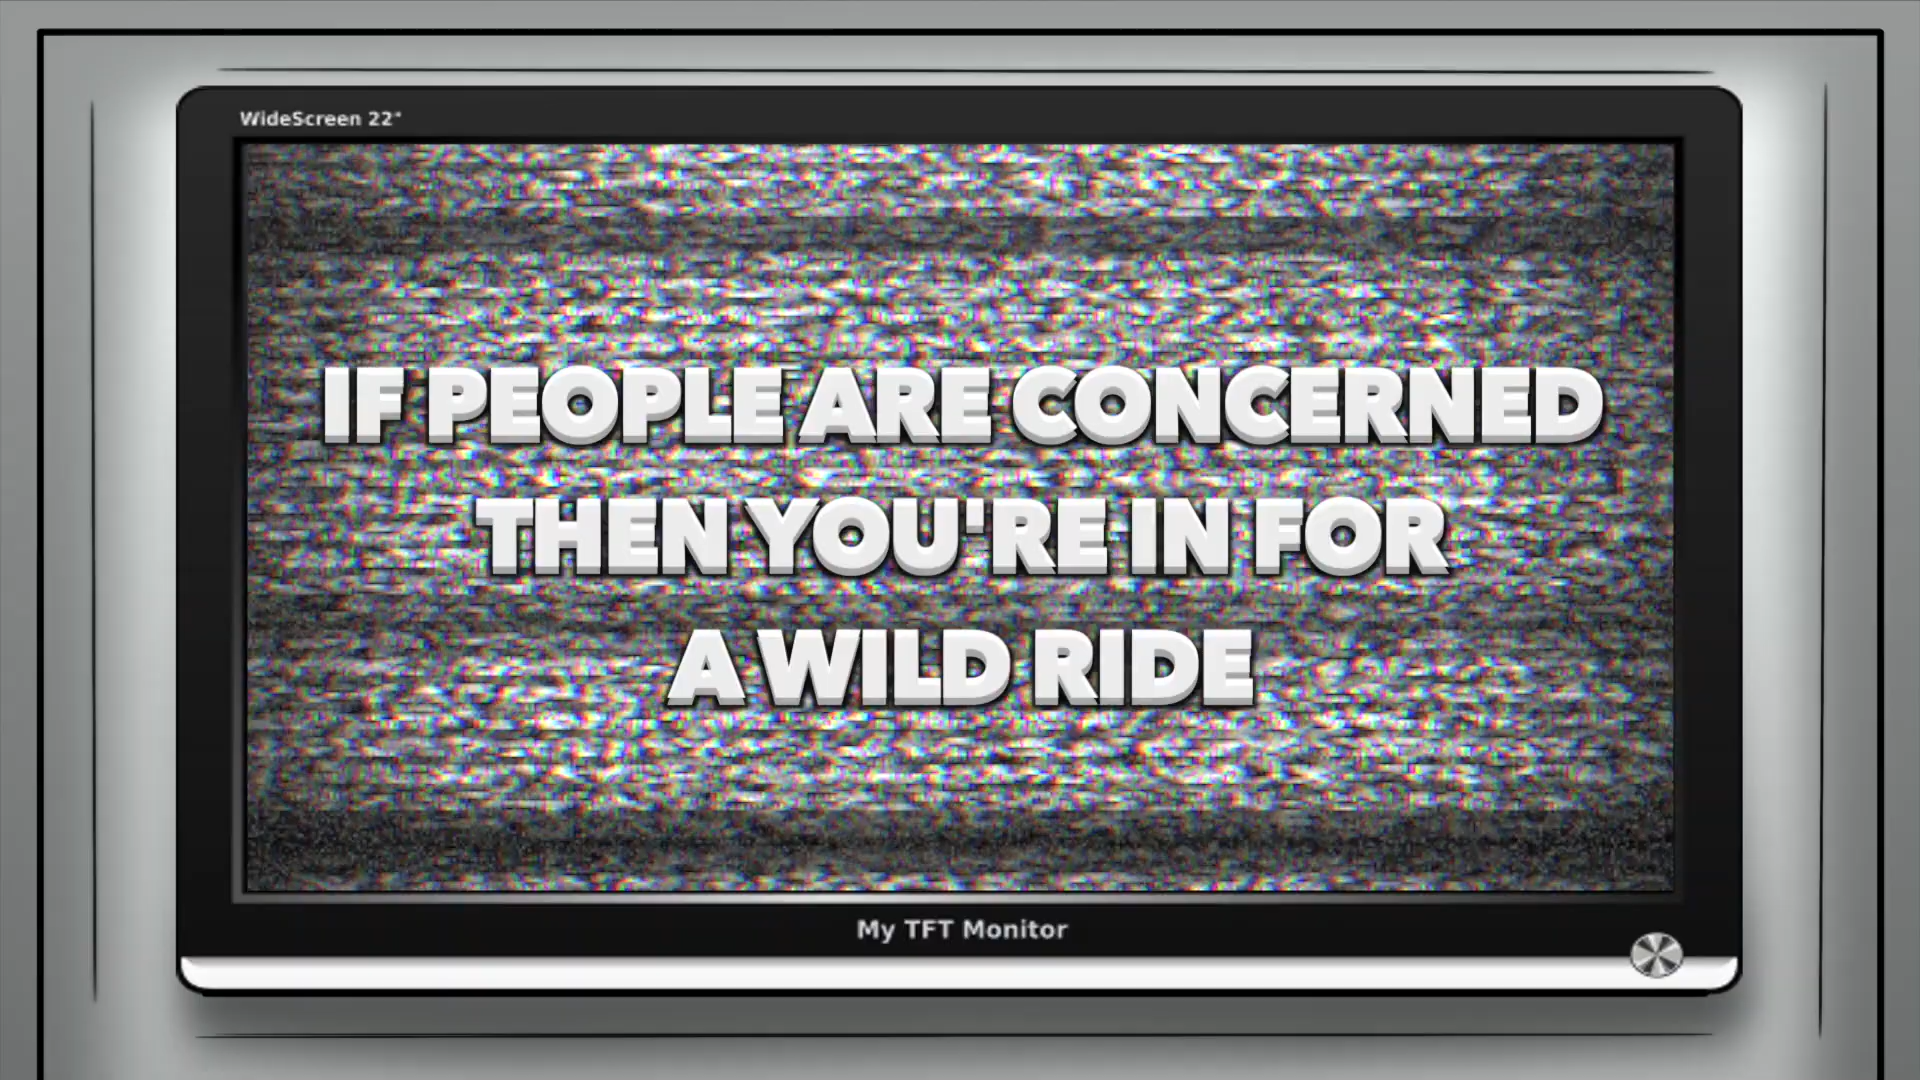 WideScreen 22"
IF PEOPLE ARE CONCERNED
THEN YOU'RE IN FOR
A WILD RIDE
My TFT Monitor